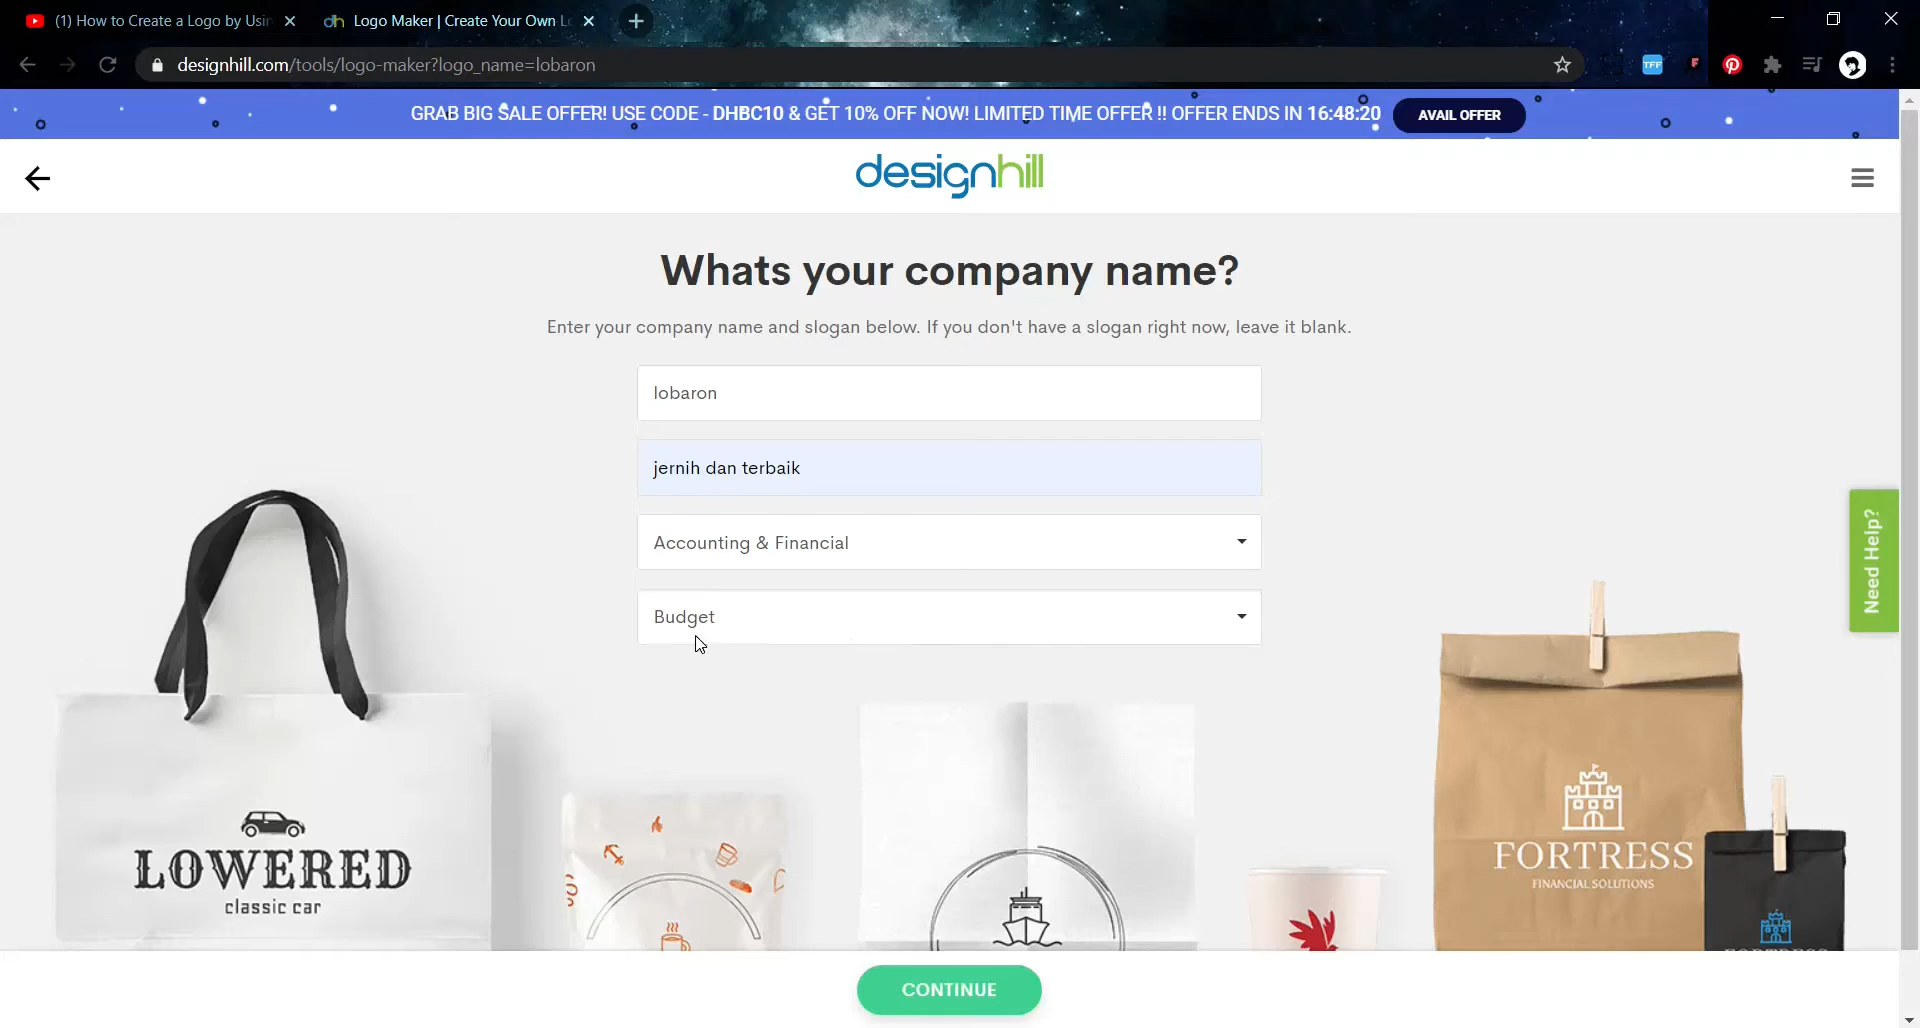 (1) How to Create a Logo by Usin
Logo Maker | Create Your Own Lo
designhill.com/tools/logo-maker?logo_name=lobaron
TFF
GRAB BIG SALE OFFER! USE CODE - DHBC10 & GET 10% OFF NOW! LIMITED TIME OFFER !! OFFER ENDS IN 16:48:20
AVAIL OFFER
designhill
Whats your company name?
Enter your company name and slogan below. If you don't have a slogan right now, leave it blank.
lobaron
jernih dan terbaik
Accounting & Financial
Budget
Need Help?
LOWERED
classic car
FORTRESS
FINANCIAL SOLUTIONS
CONTINUE